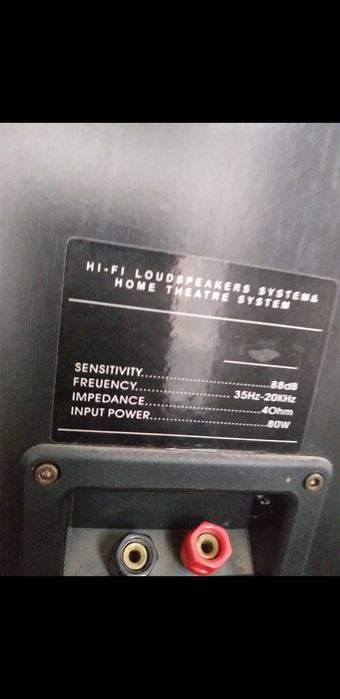 HI-FI LOUDSPEAKERS SYSTEM&
HOME THEATRE SYSTEM
SENSITIVITY..............................88dB
FREUENCY.....................35Hz-20KHz
IMPEDANCE..........................4Ohm
INPUT POWER..........................80W